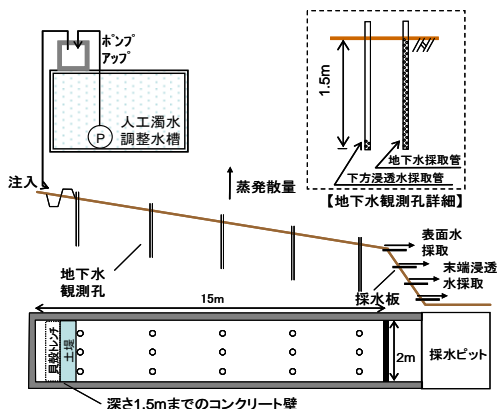 ポンプ
アップ
人工濁水
調整水槽
P
注入
蒸発散量
1.5m
地下水採取管
下方浸透水採取管
【地下水観測孔詳細】
表面水
採取
末端浸透
水採取
地下水
観測孔
採水板
15m
貝殻トレンチ
土堤
2m
採水ピット
深さ1.5mまでのコンクリート壁